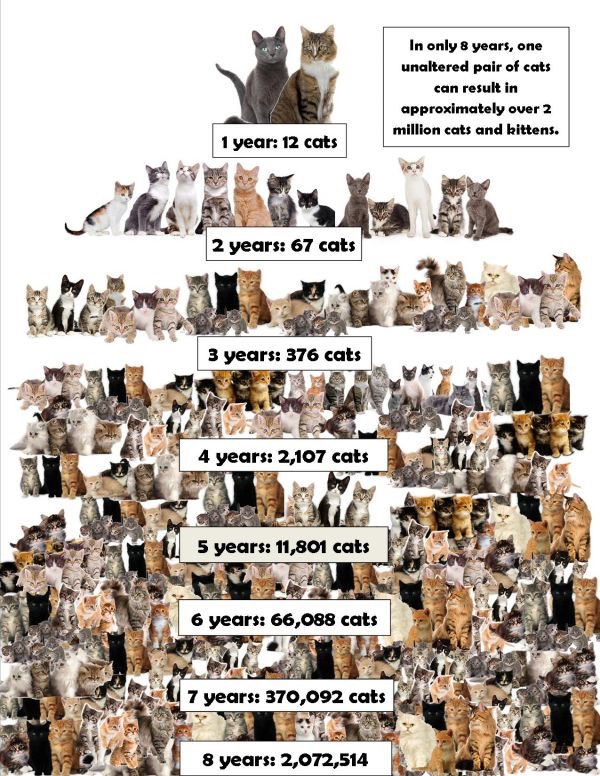 In only 8 years, one
unaltered pair of cats
can result in
approximately over 2
million cats and kittens.
1 year: 12 cats
2 years: 67 cats
3 years: 376 cats
4 years: 2,107 cats
5 years: 11,801 cats
6 years: 66,088 cats
7 years: 370,092 cats
8 years: 2,072,514